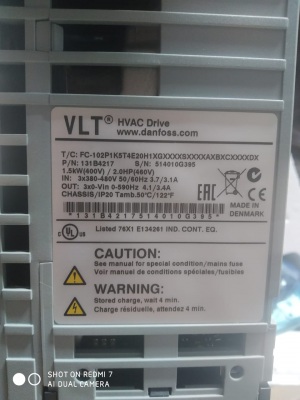 VLT® HVAC Drive
www.danfoss.com
T/C: FC-102P1K5T4E20H1XGXXXXSXXXXAXBXCXXXXDX
P/N: 131B4217 S/N: 514010G395
1.5kW(400V) / 2.0HP(460V)
IN: 3x380-480V 50/60Hz 3.7/3.1A
OUT: 3x0-Vin 0-590Hz 4.1/3.4A
CHASSIS/IP20 Tamb.50°C/122°F
MADE IN
DENMARK
*131B4217514010G395*
Listed 76X1 E134261 IND. CONT. EQ.
CAUTION:
See manual for special condition/mains fuse
Voir manuel de conditions spéciales/fusibles
WARNING:
Stored charge, wait 4 min.
Charge résiduelle, attendez 4 min.
SHOT ON REDMI 7
AI DUAL CAMERA